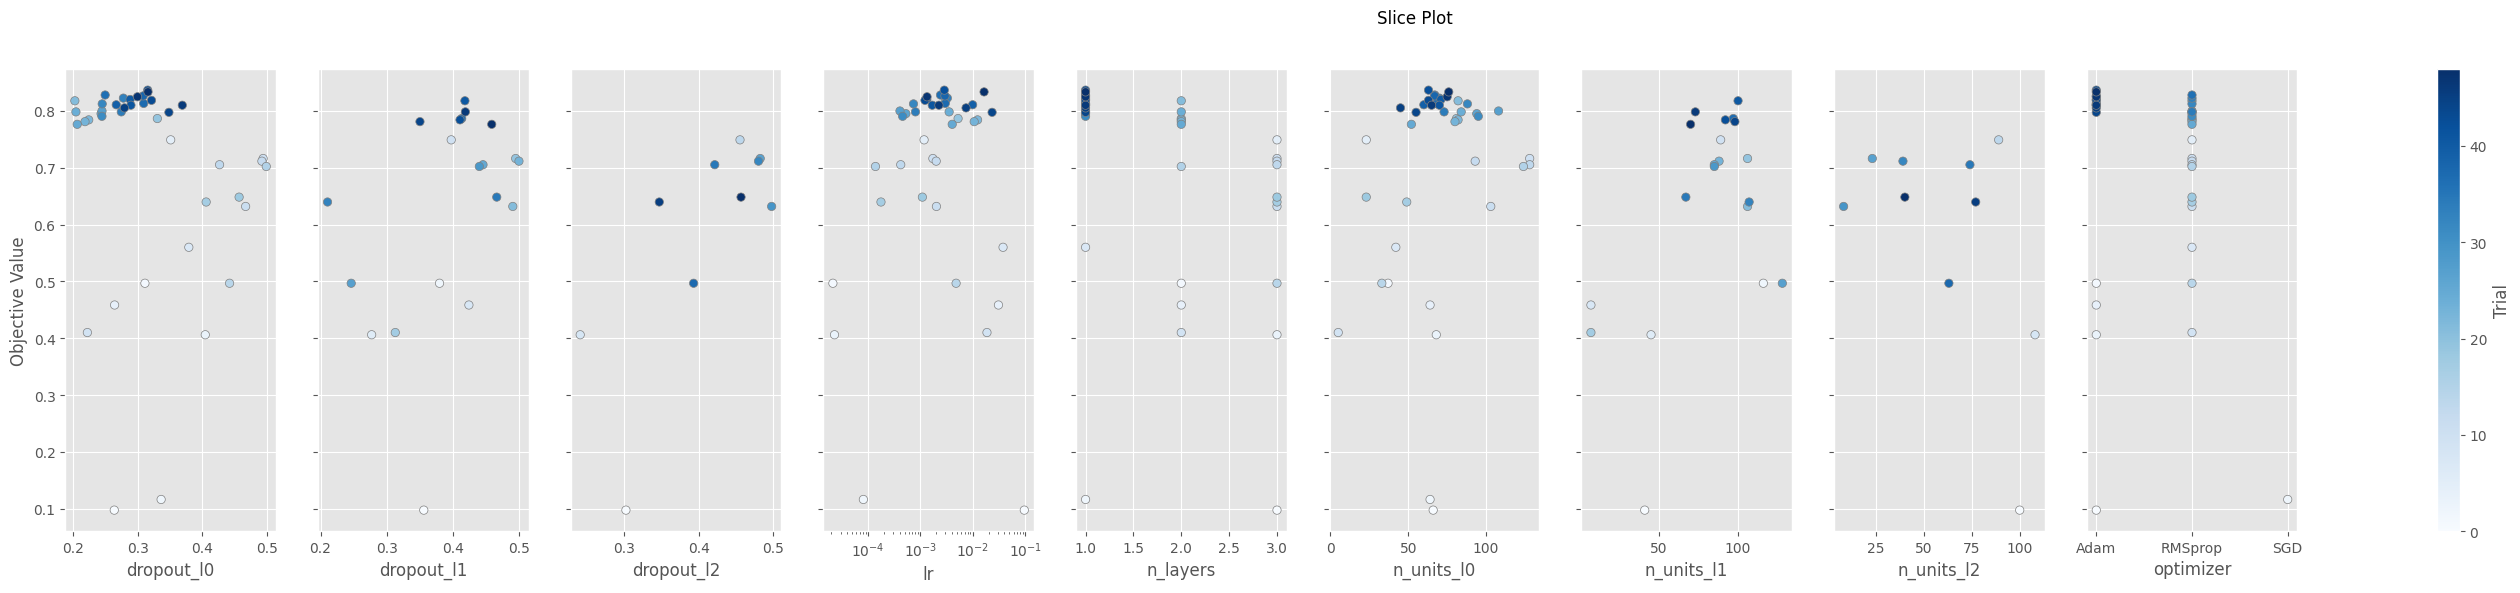 Slice Plot
Objective Value
0.8
0.7
0.6
0.5
0.4
0.3
0.2
0.1
0.2 0.3 0.4 0.5
dropout_l0
0.2 0.3 0.4 0.5
dropout_l1
0.3 0.4 0.5
dropout_l2
10⁻⁴ 10⁻³ 10⁻² 10⁻¹
lr
1.0 1.5 2.0 2.5 3.0
n_layers
0 50 100
n_units_l0
50 100
n_units_l1
25 50 75 100
n_units_l2
Adam RMSprop SGD
optimizer
40
30
20
10
0
Trial